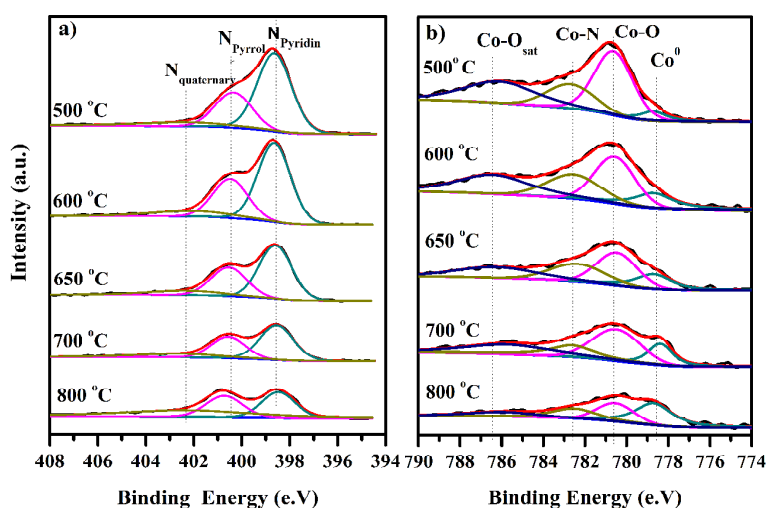 a)
N_quaternary
N_Pyrrol
N_Pyridin
500 °C
600 °C
650 °C
700 °C
800 °C
Intensity (a.u.)
408 406 404 402 400 398 396 394
Binding Energy (e.V)
b)
Co-O_sat
Co-N
Co-O
Co⁰
500°C
600 °C
650 °C
700 °C
800 °C
790 788 786 784 782 780 778 776 774
Binding Energy (e.V)